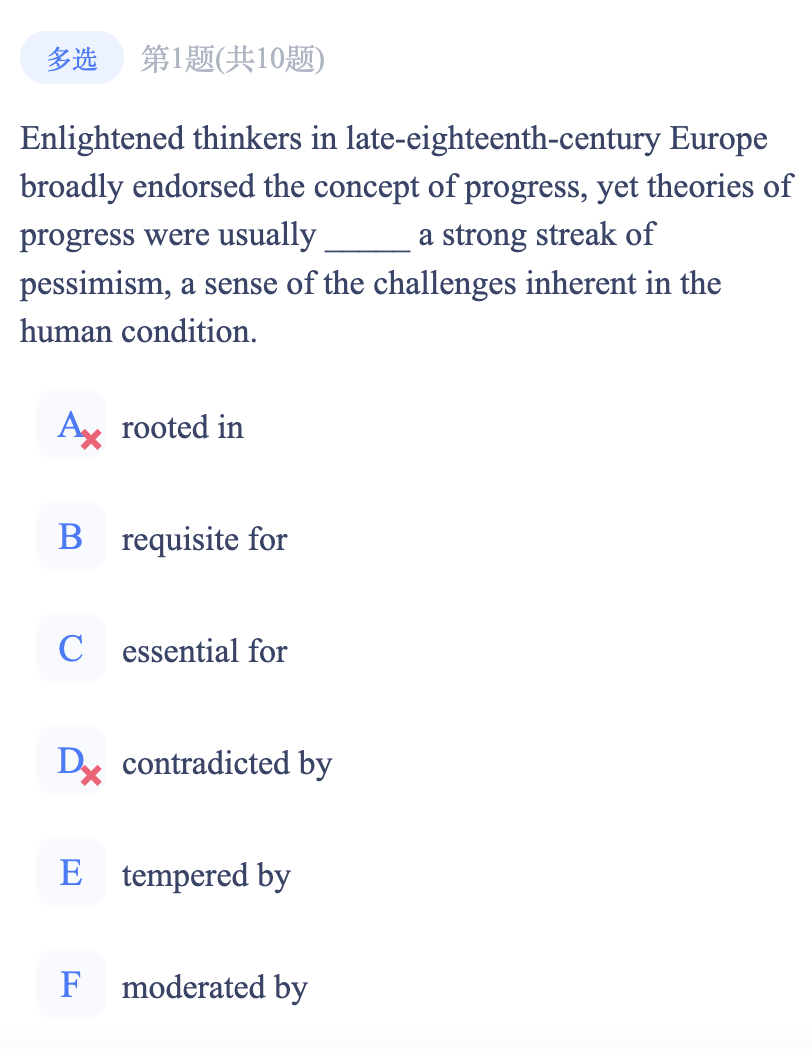 多选 第1题(共10题)
Enlightened thinkers in late-eighteenth-century Europe
broadly endorsed the concept of progress, yet theories of
progress were usually _____ a strong streak of
pessimism, a sense of the challenges inherent in the
human condition.
A rooted in
B requisite for
C essential for
D contradicted by
E tempered by
F moderated by